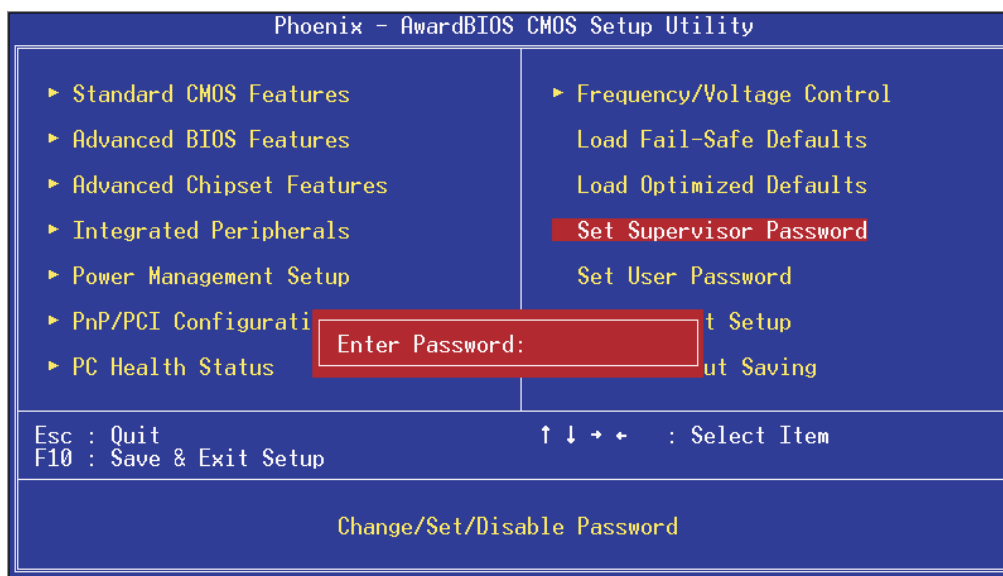 Phoenix - AwardBIOS CMOS Setup Utility
► Standard CMOS Features
► Advanced BIOS Features
► Advanced Chipset Features
► Integrated Peripherals
► Power Management Setup
► PnP/PCI Configurati
► PC Health Status
► Frequency/Voltage Control
Load Fail-Safe Defaults
Load Optimized Defaults
Set Supervisor Password
Set User Password
t Setup
ut Saving
Enter Password:
Esc : Quit
F10 : Save & Exit Setup
↑ ↓ → ← : Select Item
Change/Set/Disable Password